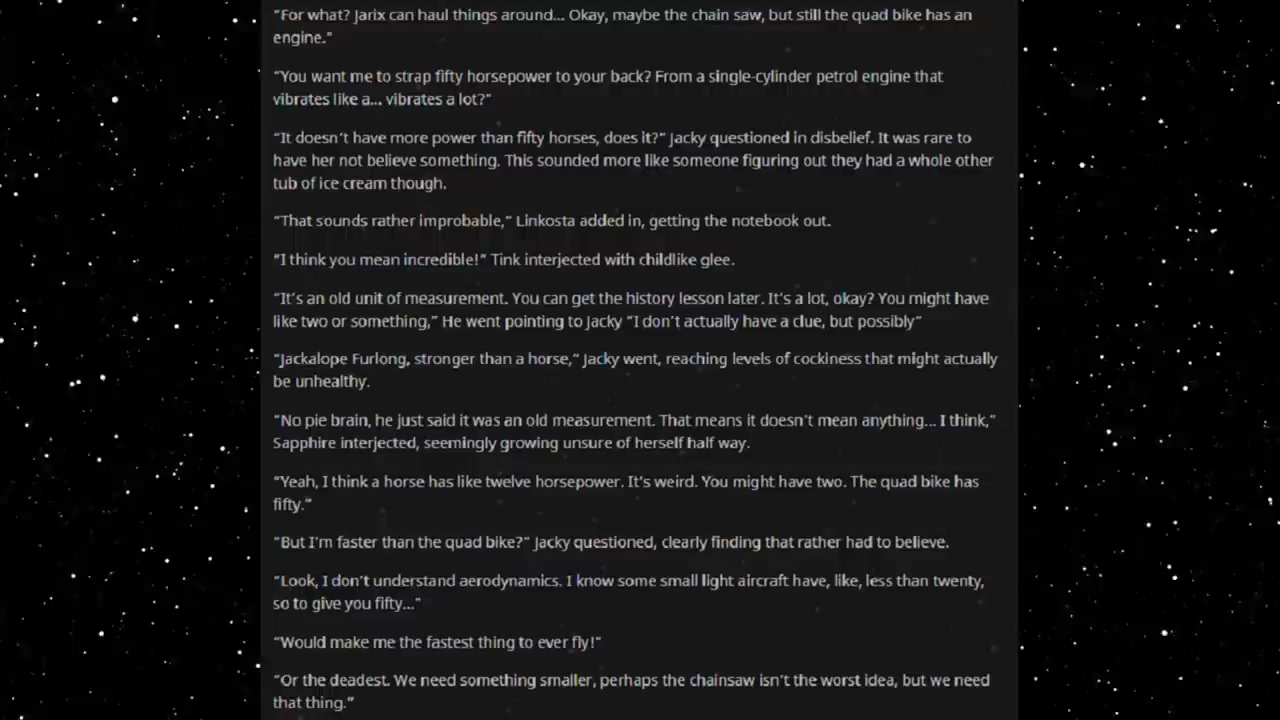 “For what? Jarix can haul things around... Okay, maybe the chain saw, but still the quad bike has an
engine.”
“You want me to strap fifty horsepower to your back? From a single-cylinder petrol engine that
vibrates like a... vibrates a lot?”
“It doesn’t have more power than fifty horses, does it?” Jacky questioned in disbelief. It was rare to
have her not believe something. This sounded more like someone figuring out they had a whole other
tub of ice cream though.
“That sounds rather improbable,” Linkosta added in, getting the notebook out.
“I think you mean incredible!” Tink interjected with childlike glee.
“It’s an old unit of measurement. You can get the history lesson later. It’s a lot, okay? You might have
like two or something,” He went pointing to Jacky “I don’t actually have a clue, but possibly”
“Jackalope Furlong, stronger than a horse,” Jacky went, reaching levels of cockiness that might actually
be unhealthy.
“No pie brain, he just said it was an old measurement. That means it doesn’t mean anything... I think,”
Sapphire interjected, seemingly growing unsure of herself half way.
“Yeah, I think a horse has like twelve horsepower. It’s weird. You might have two. The quad bike has
fifty.”
“But I’m faster than the quad bike?” Jacky questioned, clearly finding that rather had to believe.
“Look, I don’t understand aerodynamics. I know some small light aircraft have, like, less than twenty,
so to give you fifty...”
“Would make me the fastest thing to ever fly!”
“Or the deadest. We need something smaller, perhaps the chainsaw isn’t the worst idea, but we need
that thing.”